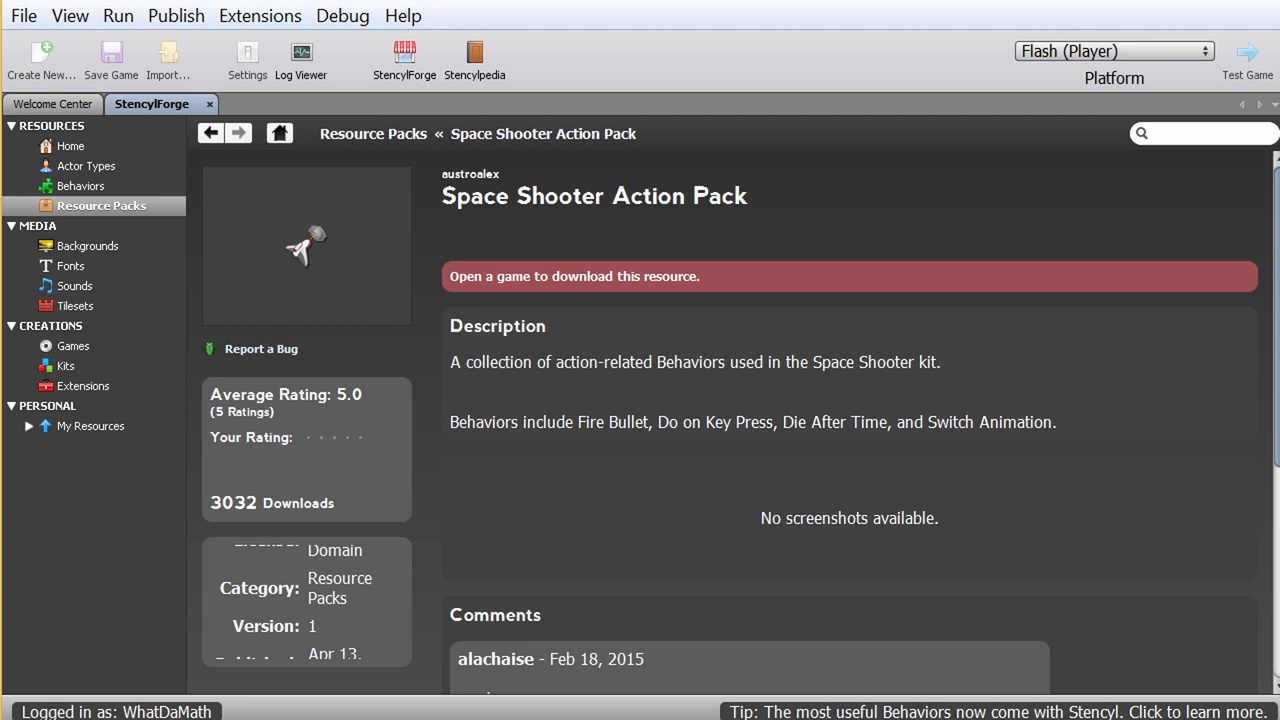 File View Run Publish Extensions Debug Help
Create New... Save Game Import... Settings Log Viewer StencylForge Stencylpedia
Flash (Player)
Platform
Test Game
Welcome Center StencylForge ×
RESOURCES
Home
Actor Types
Behaviors
Resource Packs
MEDIA
Backgrounds
Fonts
Sounds
Tilesets
CREATIONS
Games
Kits
Extensions
PERSONAL
My Resources
Resource Packs « Space Shooter Action Pack
Report a Bug
Average Rating: 5.0
(5 Ratings)
Your Rating:
3032 Downloads
Domain
Category: Resource Packs
Version: 1
Apr 13,
austroalex
Space Shooter Action Pack
Open a game to download this resource.
Description
A collection of action-related Behaviors used in the Space Shooter kit.
Behaviors include Fire Bullet, Do on Key Press, Die After Time, and Switch Animation.
No screenshots available.
Comments
alachaise - Feb 18, 2015
Logged in as: WhatDaMath
Tip: The most useful Behaviors now come with Stencyl. Click to learn more.